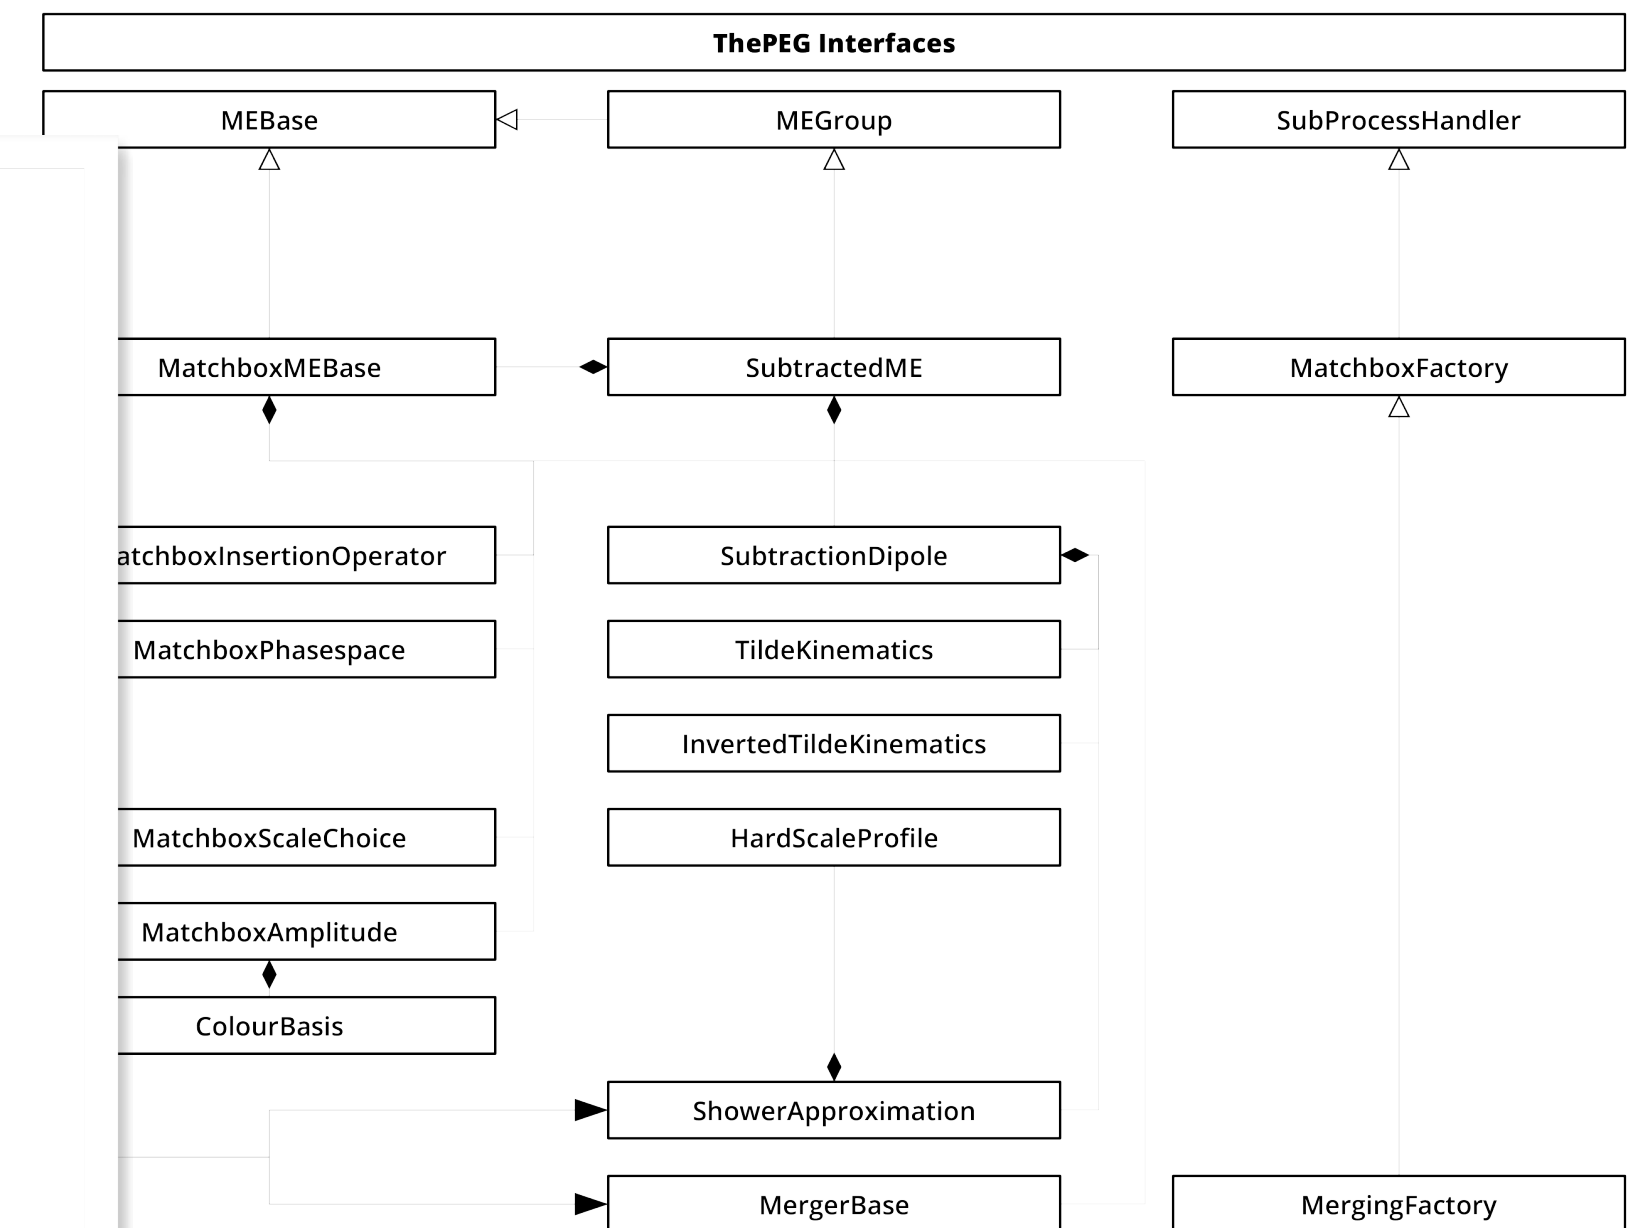 ThePEG Interfaces
MEBase
MEGroup
SubProcessHandler
MatchboxMEBase
SubtractedME
MatchboxFactory
atchboxInsertionOperator
SubtractionDipole
MatchboxPhasespace
TildeKinematics
InvertedTildeKinematics
MatchboxScaleChoice
HardScaleProfile
MatchboxAmplitude
ColourBasis
ShowerApproximation
MergerBase
MergingFactory